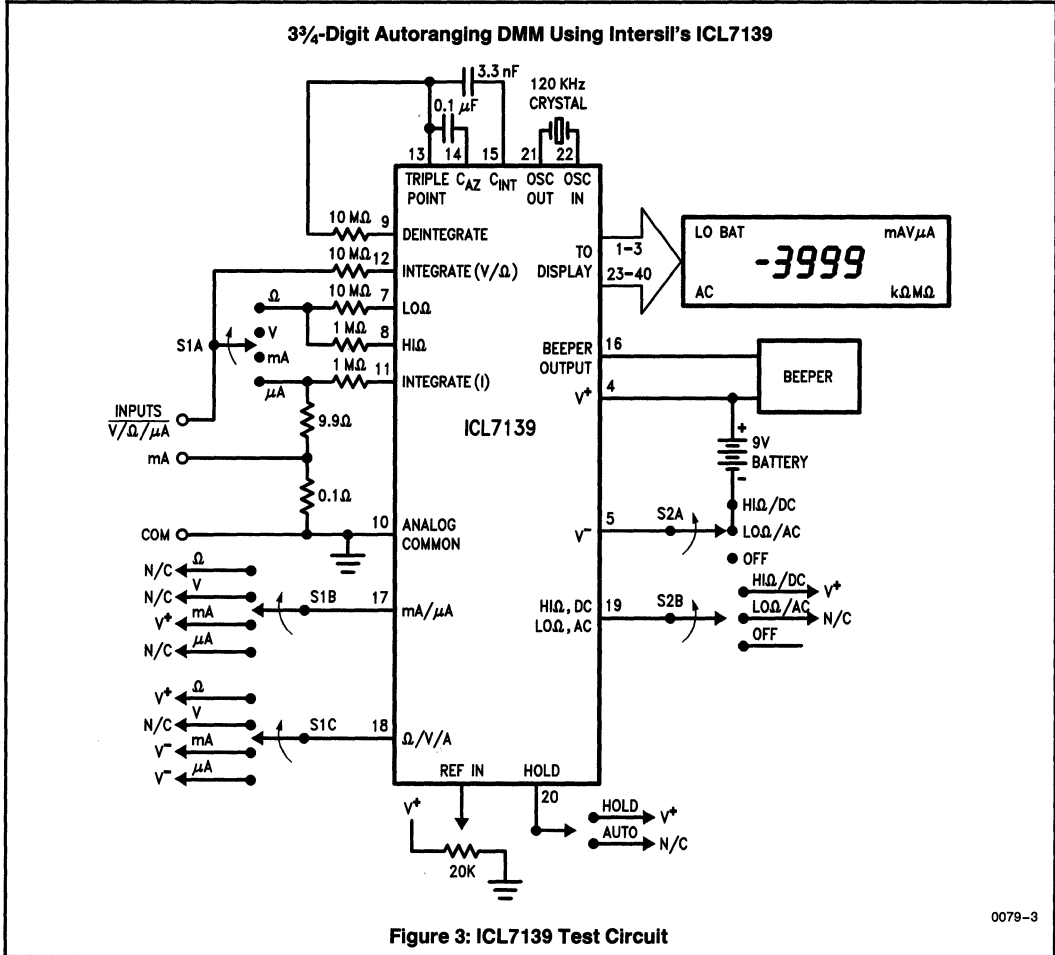 3¾-Digit Autoranging DMM Using Intersil's ICL7139
3.3 nF
0.1 μF
120 KHz
CRYSTAL
13 14 15 21 22
TRIPLE POINT
C_AZ
C_INT
OSC OUT
OSC IN
10 MΩ 9 DEINTEGRATE
10 MΩ 12 INTEGRATE (V/Ω)
Ω 10 MΩ 7 LOΩ
1 MΩ 8 HIΩ
S1A
V
mA
μA
1 MΩ 11 INTEGRATE (I)
9.9Ω
ICL7139
INPUTS
V/Ω/μA
mA
0.1Ω
COM
10 ANALOG COMMON
TO DISPLAY
1–3
23–40
LO BAT mAVμA
-3999
AC kΩMΩ
BEEPER OUTPUT 16
BEEPER
V+ 4
+
9V
BATTERY
-
V- 5 S2A
HIΩ/DC
LOΩ/AC
OFF
HIΩ, DC
LOΩ, AC
19 S2B
HIΩ/DC V+
LOΩ/AC N/C
OFF
N/C Ω
N/C V
V+ mA
N/C μA
S1B 17 mA/μA
V+ Ω
N/C V
V- mA
V- μA
S1C 18 Ω/V/A
REF IN
HOLD
20
V+
20K
HOLD V+
AUTO N/C
0079–3
Figure 3: ICL7139 Test Circuit